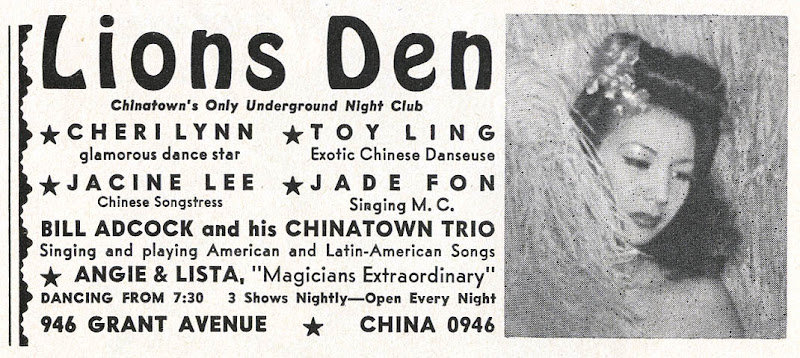 Lions Den
Chinatown's Only Underground Night Club
★ CHERI LYNN ★ TOY LING
glamorous dance star Exotic Chinese Danseuse
★ JACINE LEE ★ JADE FON
Chinese Songstress Singing M. C.
BILL ADCOCK and his CHINATOWN TRIO
Singing and playing American and Latin-American Songs
★ ANGIE & LISTA, "Magicians Extraordinary"
DANCING FROM 7:30 3 Shows Nightly—Open Every Night
946 GRANT AVENUE ★ CHINA 0946